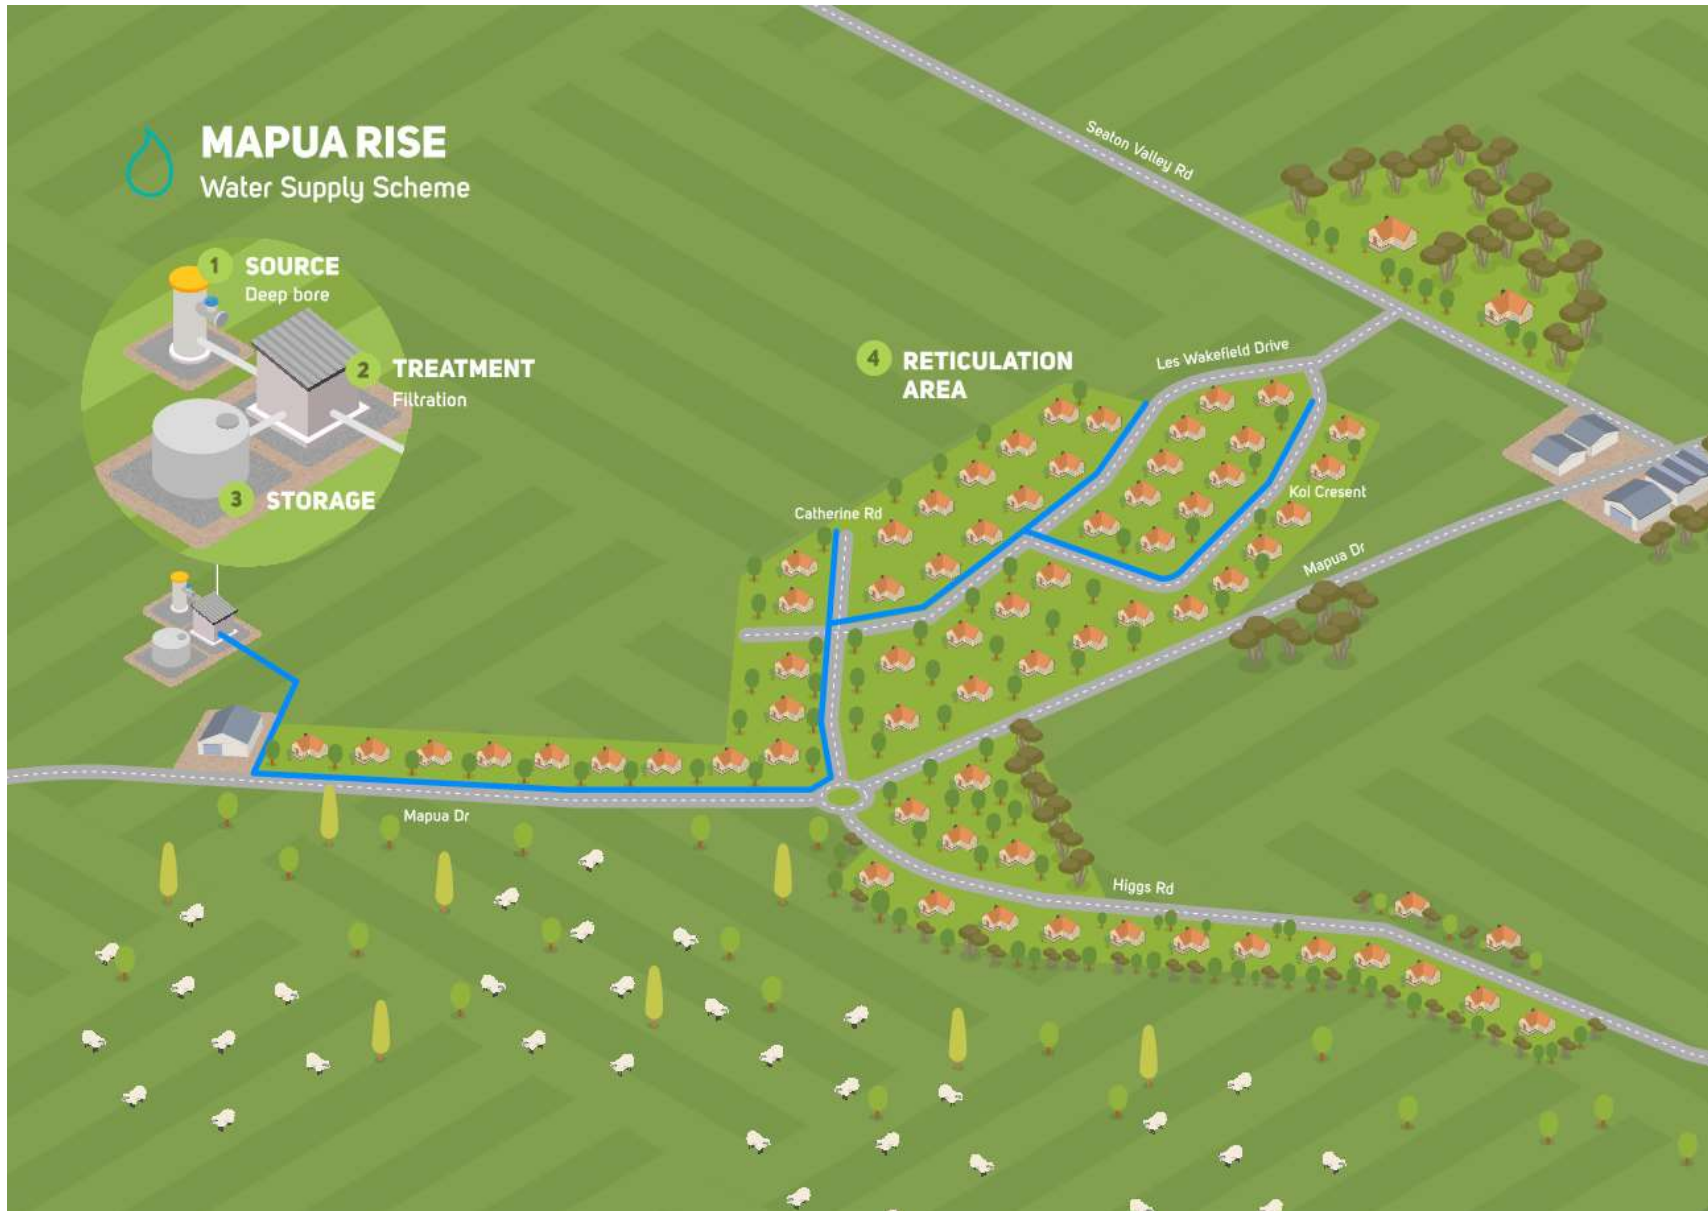 MAPUA RISE
Water Supply Scheme
1 SOURCE
Deep bore
2 TREATMENT
Filtration
3 STORAGE
4 RETICULATION
AREA
Seaton Valley Rd
Les Wakefield Drive
Catherine Rd
Kol Cresent
Mapua Dr
Mapua Dr
Higgs Rd